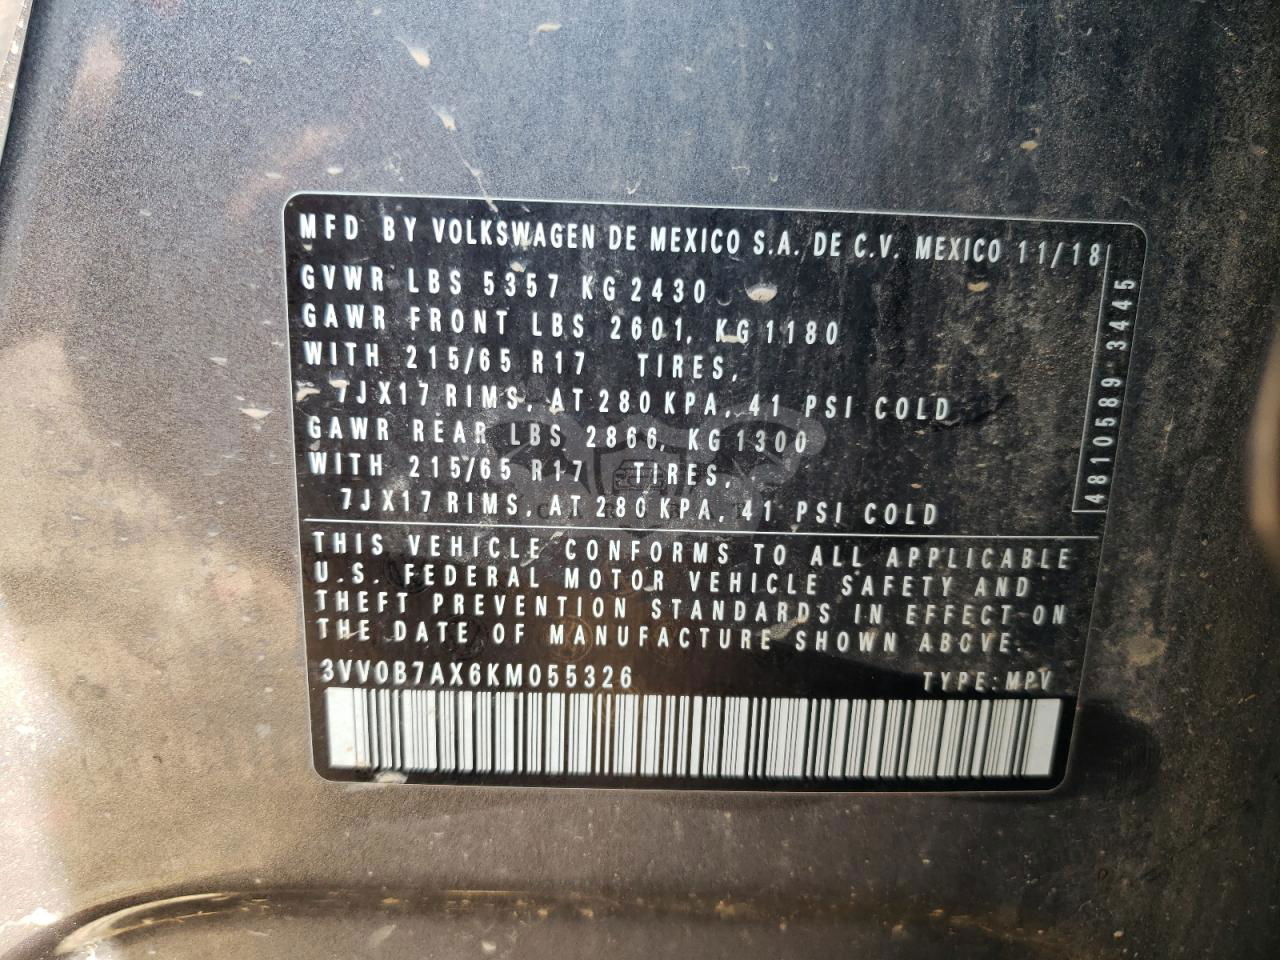 MFD BY VOLKSWAGEN DE MEXICO S.A. DE C.V. MEXICO 11/18
GVWR LBS 5357 KG 2430
GAWR FRONT LBS 2601, KG 1180
WITH 215/65 R17 TIRES,
7JX17 RIMS, AT 280 KPA, 41 PSI COLD
GAWR REAR LBS 2866, KG 1300
WITH 215/65 R17 TIRES,
7JX17 RIMS, AT 280 KPA, 41 PSI COLD
4810589 3445
THIS VEHICLE CONFORMS TO ALL APPLICABLE
U.S. FEDERAL MOTOR VEHICLE SAFETY AND
THEFT PREVENTION STANDARDS IN EFFECT ON
THE DATE OF MANUFACTURE SHOWN ABOVE.
3VV0B7AX6KM055326 TYPE: MPV